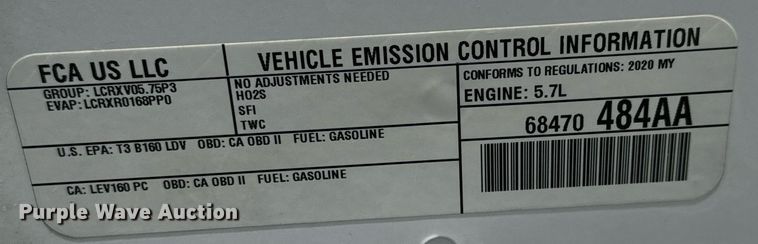 FCA US LLC
VEHICLE EMISSION CONTROL INFORMATION
GROUP: LCRXV05.75P3
EVAP: LCRXR0168PP0
NO ADJUSTMENTS NEEDED
HO2S
SFI
TWC
CONFORMS TO REGULATIONS: 2020 MY
ENGINE: 5.7L
68470 484AA
U.S. EPA: T3 B160 LDV OBD: CA OBD II FUEL: GASOLINE
CA: LEV160 PC OBD: CA OBD II FUEL: GASOLINE
Purple Wave Auction